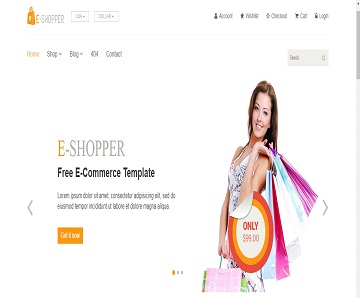 E-SHOPPER
USA
DOLLAR
Account Wishlist Checkout Cart Login
Home Shop Blog 404 Contact
Search
E-SHOPPER
Free E-Commerce Template
Lorem ipsum dolor sit amet, consectetur adipisicing elit, sed do
eiusmod tempor incididunt ut labore et dolore magna aliqua.
Get it now
ONLY
$99.00